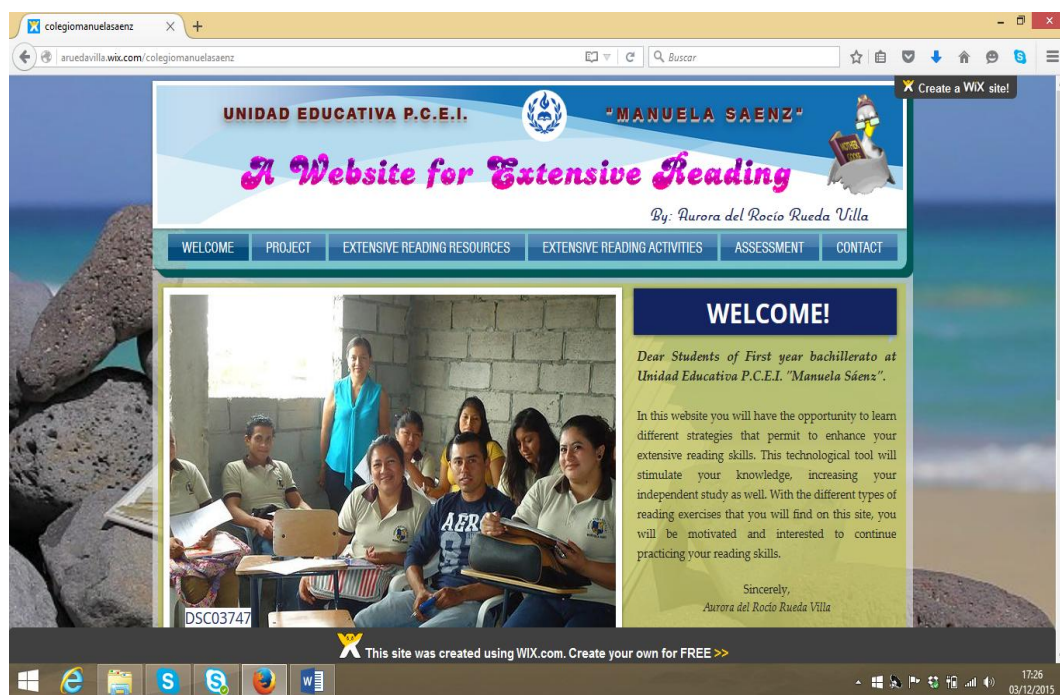 colegiomanuelasaenz
aruedavilla.wix.com/colegiomanuelasaenz
Buscar
Create a WiX site!
UNIDAD EDUCATIVA P.C.E.I. "MANUELA SAENZ"
MOTHER GOOSE
A Website for Extensive Reading
By: Aurora del Rocío Rueda Villa
WELCOME PROJECT EXTENSIVE READING RESOURCES EXTENSIVE READING ACTIVITIES ASSESSMENT CONTACT
WELCOME!
Dear Students of First year bachillerato at
Unidad Educativa P.C.E.I. "Manuela Sáenz".
In this website you will have the opportunity to learn
different strategies that permit to enhance your
extensive reading skills. This technological tool will
stimulate your knowledge, increasing your
independent study as well. With the different types of
reading exercises that you will find on this site, you
will be motivated and interested to continue
practicing your reading skills.
Sincerely,
Aurora del Rocío Rueda Villa
AERO
DSC03747
This site was created using WIX.com. Create your own for FREE >>
17:26
03/12/2015